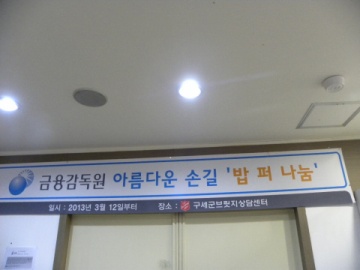 금융감독원 아름다운 손길 '밥 퍼 나눔'
일시 : 2013년 3월 12일부터 장소 : 구세군브릿지상담센터